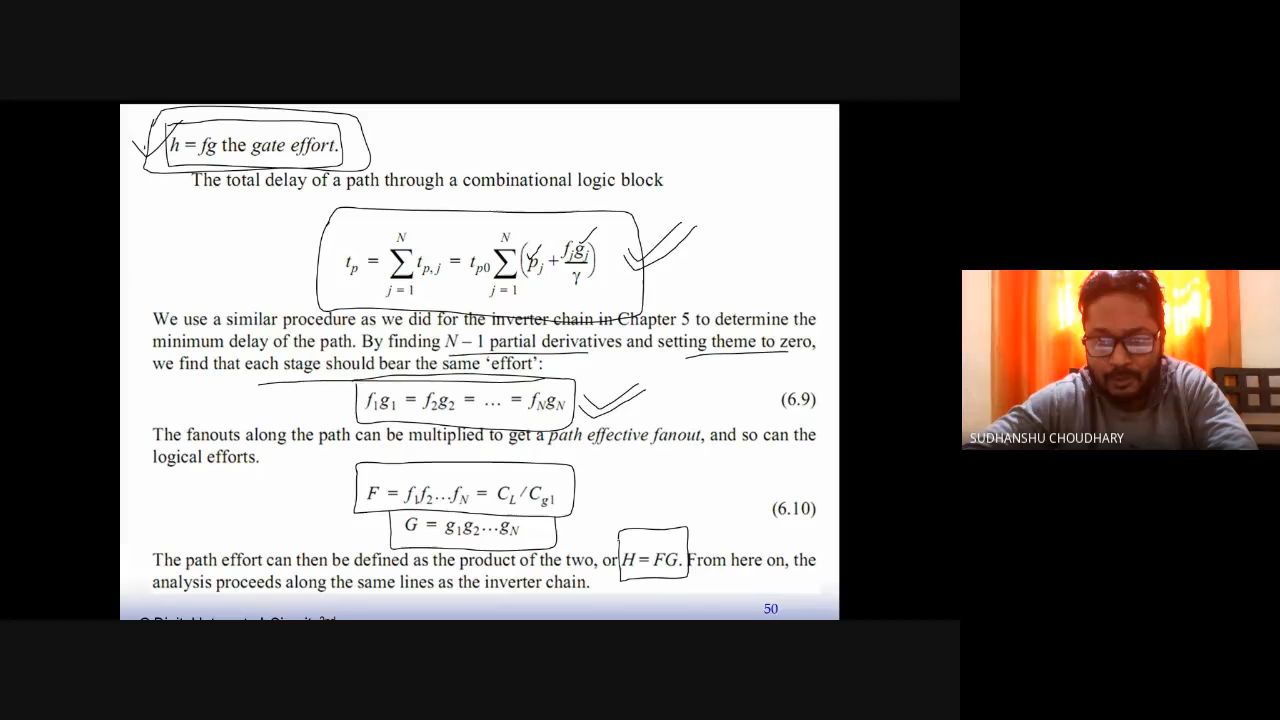 h = fg the gate effort.
The total delay of a path through a combinational logic block
t_p = \sum_{j=1}^{N} t_{p,j} = t_{p0} \sum_{j=1}^{N} (p_j + f_j g_j / γ)
We use a similar procedure as we did for the inverter chain in Chapter 5 to determine the
minimum delay of the path. By finding N – 1 partial derivatives and setting theme to zero,
we find that each stage should bear the same ‘effort’:
f_1g_1 = f_2g_2 = … = f_Ng_N (6.9)
The fanouts along the path can be multiplied to get a path effective fanout, and so can the
logical efforts.
F = f_1f_2…f_N = C_L/C_{g1}
G = g_1g_2…g_N (6.10)
The path effort can then be defined as the product of the two, or H = FG. From here on, the
analysis proceeds along the same lines as the inverter chain.
50
SUDHANSHU CHOUDHARY